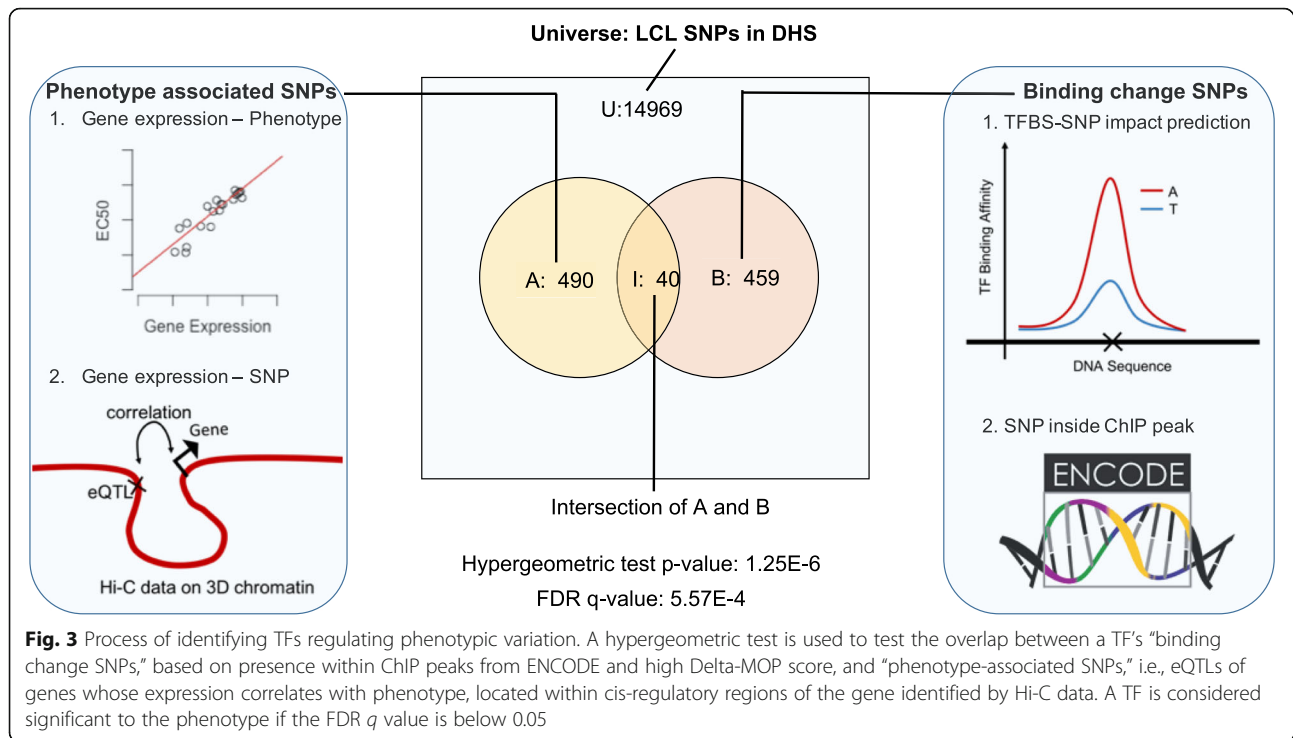 Universe: LCL SNPs in DHS
Phenotype associated SNPs
1. Gene expression – Phenotype
EC50
Gene Expression
2. Gene expression – SNP
correlation
Gene
eQTL
Hi-C data on 3D chromatin
U:14969
A: 490
I: 40
B: 459
Intersection of A and B
Hypergeometric test p-value: 1.25E-6
FDR q-value: 5.57E-4
Binding change SNPs
1. TFBS-SNP impact prediction
TF Binding Affinity
A
T
DNA Sequence
2. SNP inside ChIP peak
ENCODE
Fig. 3 Process of identifying TFs regulating phenotypic variation. A hypergeometric test is used to test the overlap between a TF's “binding
change SNPs,” based on presence within ChIP peaks from ENCODE and high Delta-MOP score, and “phenotype-associated SNPs,” i.e., eQTLs of
genes whose expression correlates with phenotype, located within cis-regulatory regions of the gene identified by Hi-C data. A TF is considered
significant to the phenotype if the FDR q value is below 0.05